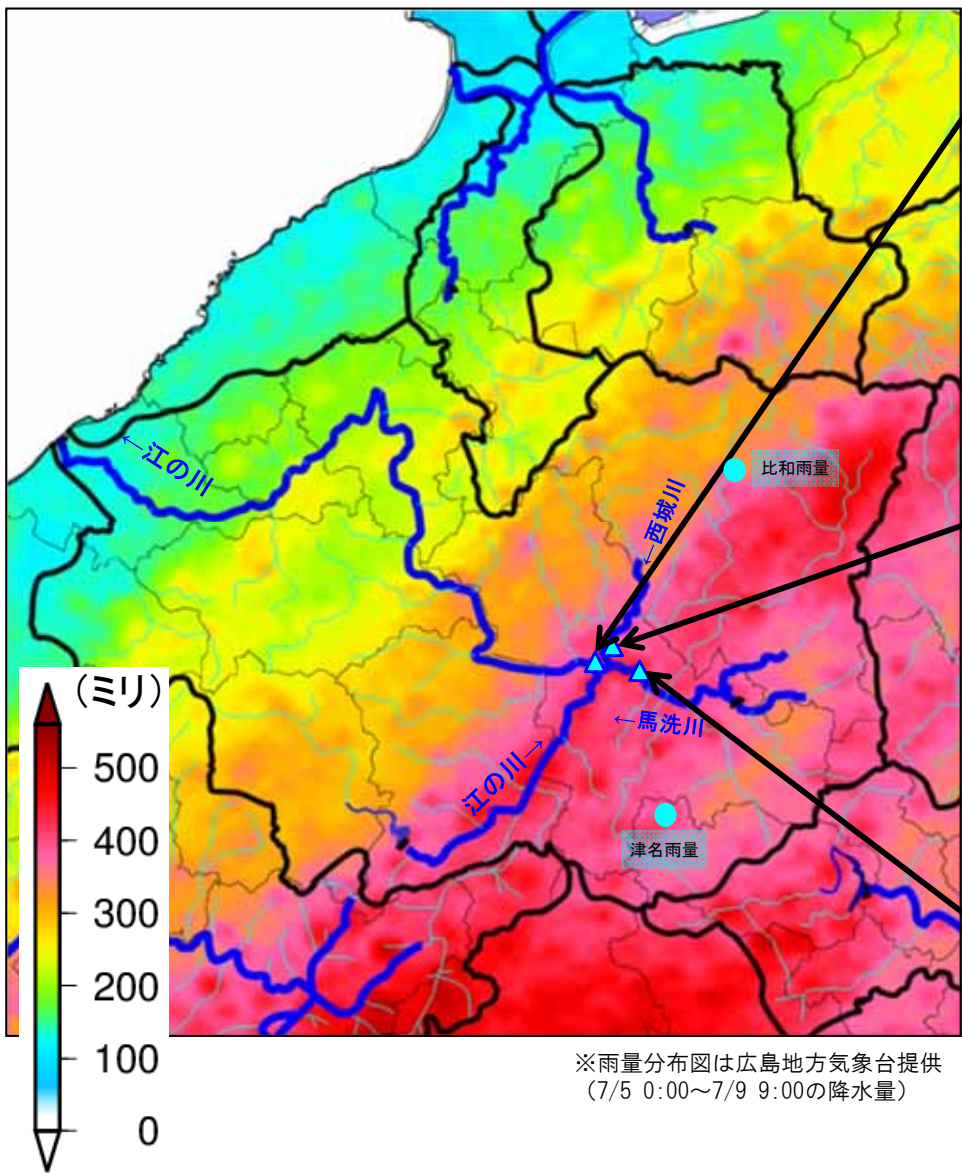 ←江の川
比和雨量
←西城川
←馬洗川
江の川→
津名雨量
(ミリ)
500
400
300
200
100
0
※雨量分布図は広島地方気象台提供
(7/5 0:00～7/9 9:00の降水量)